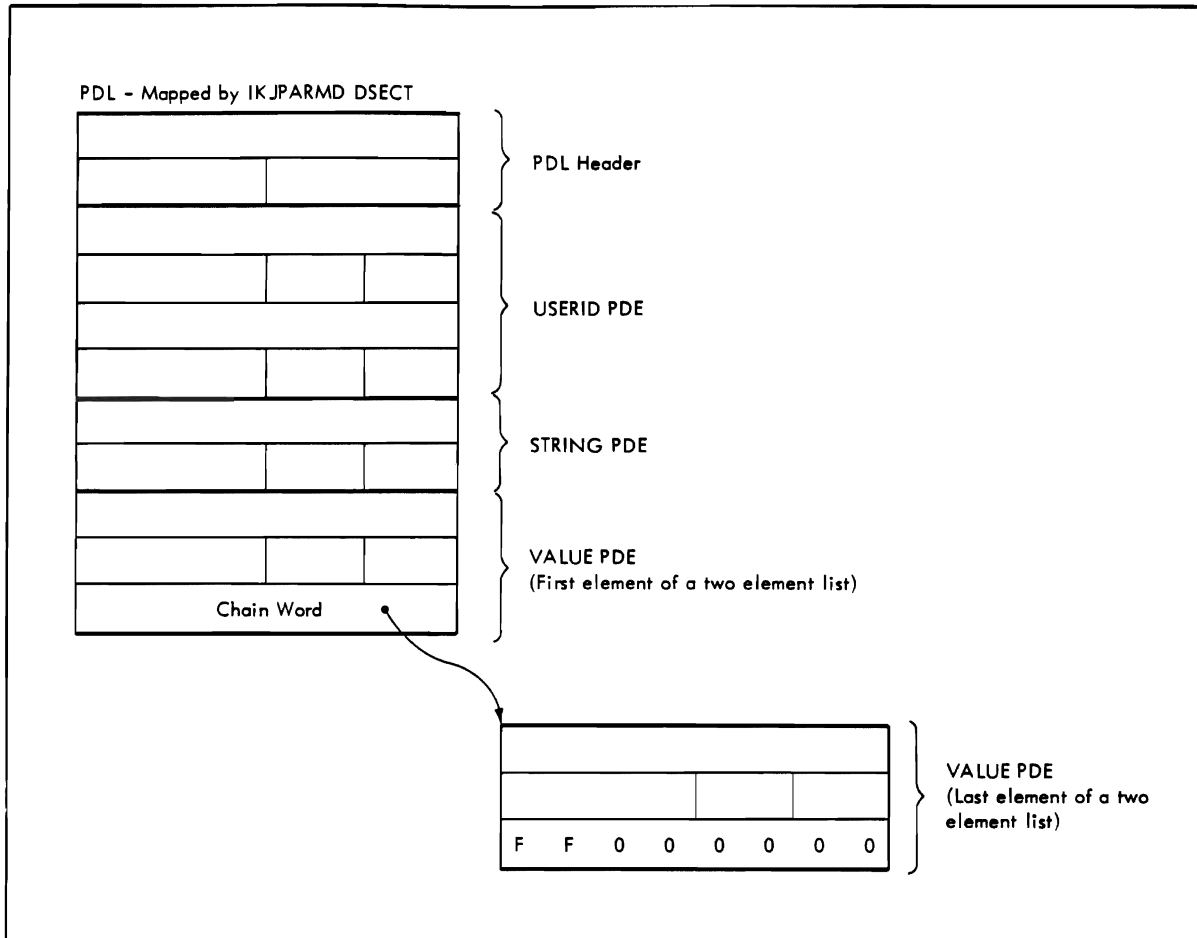 PDL - Mapped by IKJPARMD DSECT
PDL Header
USERID PDE
STRING PDE
VALUE PDE
(First element of a two element list)
Chain Word
VALUE PDE
(Last element of a two
element list)
F F 0 0 0 0 0 0